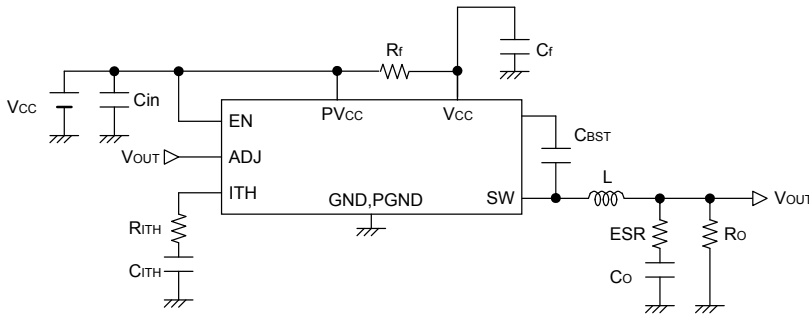 Cf
Rf
VCC
Cin
EN
PVCC
VCC
CBST
VOUT
ADJ
L
ITH
GND,PGND
SW
VOUT
RITH
ESR
RO
CITH
CO